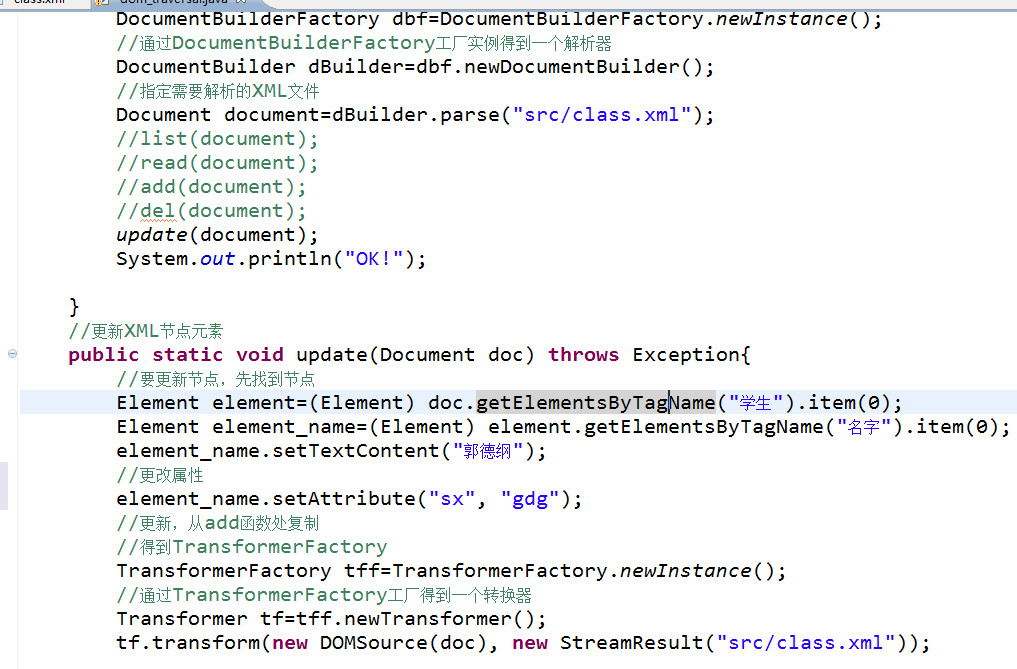 class.xml dom_traversal.java
DocumentBuilderFactory dbf=DocumentBuilderFactory.newInstance();
//通过DocumentBuilderFactory工厂实例得到一个解析器
DocumentBuilder dBuilder=dbf.newDocumentBuilder();
//指定需要解析的XML文件
Document document=dBuilder.parse("src/class.xml");
//list(document);
//read(document);
//add(document);
//del(document);
update(document);
System.out.println("OK!");
}
//更新XML节点元素
public static void update(Document doc) throws Exception{
//要更新节点，先找到节点
Element element=(Element) doc.getElementsByTagName("学生").item(0);
Element element_name=(Element) element.getElementsByTagName("名字").item(0);
element_name.setTextContent("郭德纲");
//更改属性
element_name.setAttribute("sx", "gdg");
//更新，从add函数处复制
//得到TransformerFactory
TransformerFactory tff=TransformerFactory.newInstance();
//通过TransformerFactory工厂得到一个转换器
Transformer tf=tff.newTransformer();
tf.transform(new DOMSource(doc), new StreamResult("src/class.xml"));